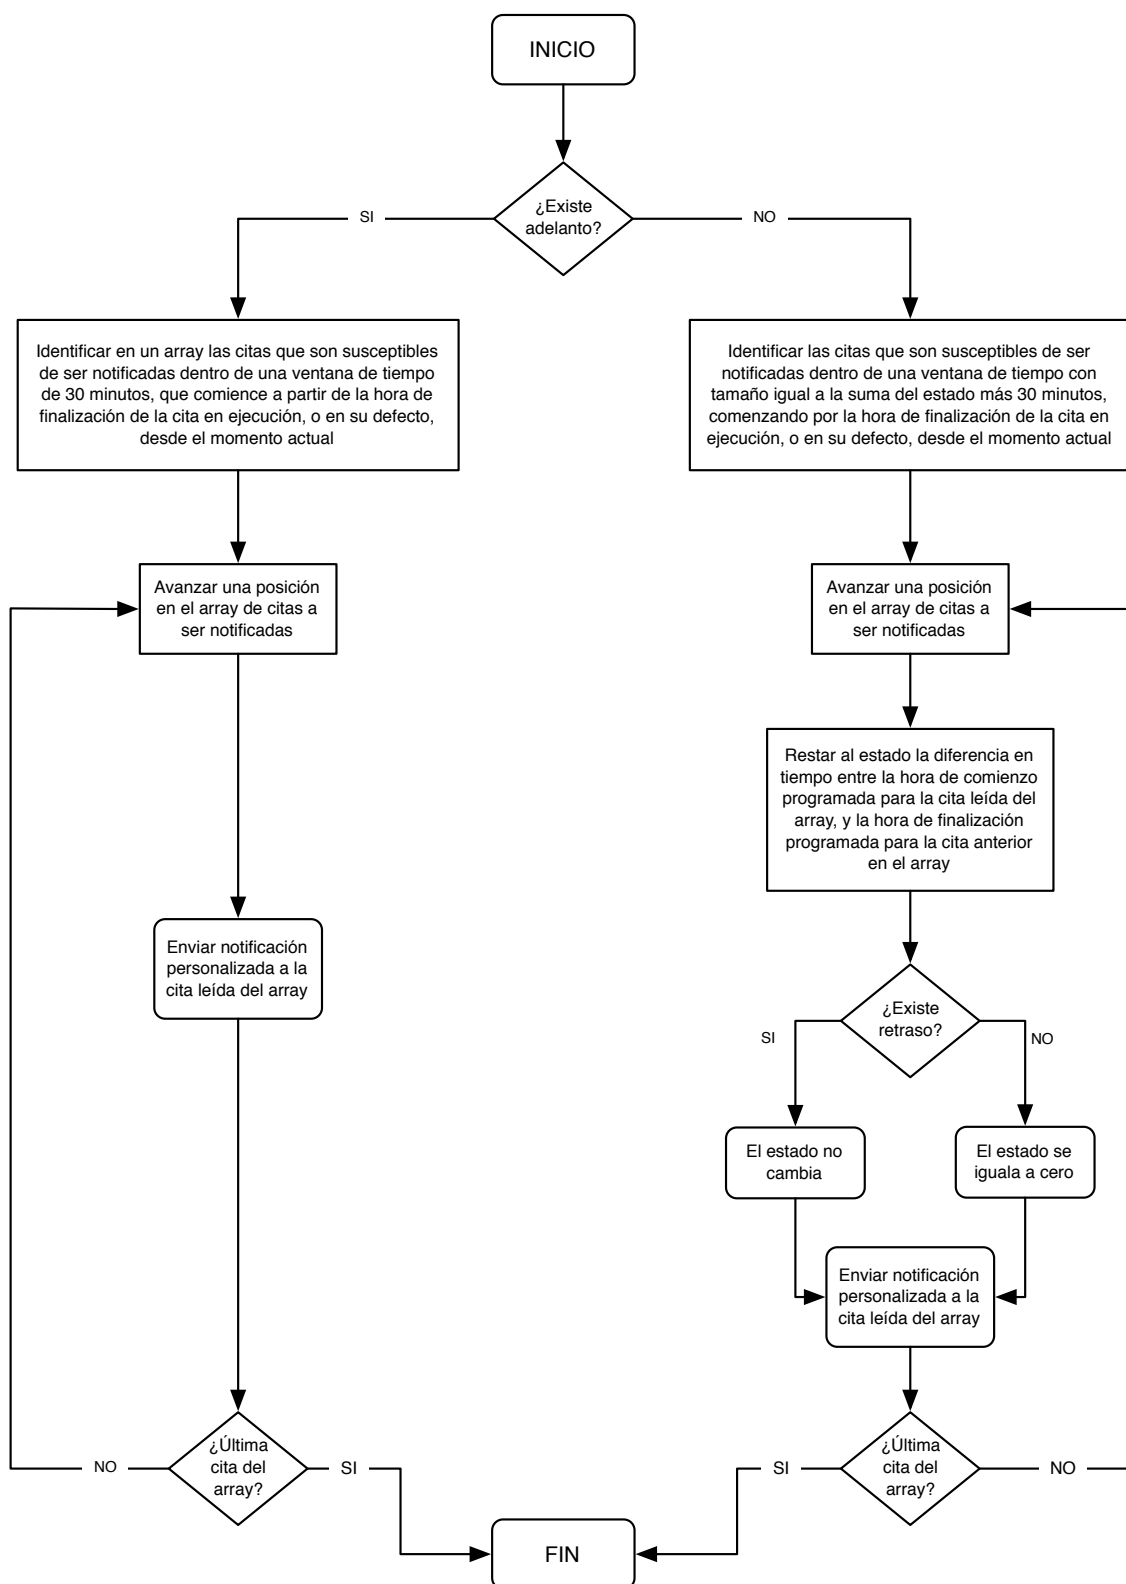 INICIO
¿Existe
adelanto?
SI
NO
Identificar en un array las citas que son susceptibles
de ser notificadas dentro de una ventana de tiempo
de 30 minutos, que comience a partir de la hora de
finalización de la cita en ejecución, o en su defecto,
desde el momento actual
Identificar las citas que son susceptibles de ser
notificadas dentro de una ventana de tiempo con
tamaño igual a la suma del estado más 30 minutos,
comenzando por la hora de finalización de la cita en
ejecución, o en su defecto, desde el momento actual
Avanzar una posición
en el array de citas a
ser notificadas
Avanzar una posición
en el array de citas a
ser notificadas
Restar al estado la diferencia en
tiempo entre la hora de comienzo
programada para la cita leída del
array, y la hora de finalización
programada para la cita anterior
en el array
Enviar notificación
personalizada a la
cita leída del array
¿Existe
retraso?
SI
NO
El estado no
cambia
El estado se
iguala a cero
Enviar notificación
personalizada a la
cita leída del array
¿Última
cita del
array?
NO
SI
¿Última
cita del
array?
SI
NO
FIN